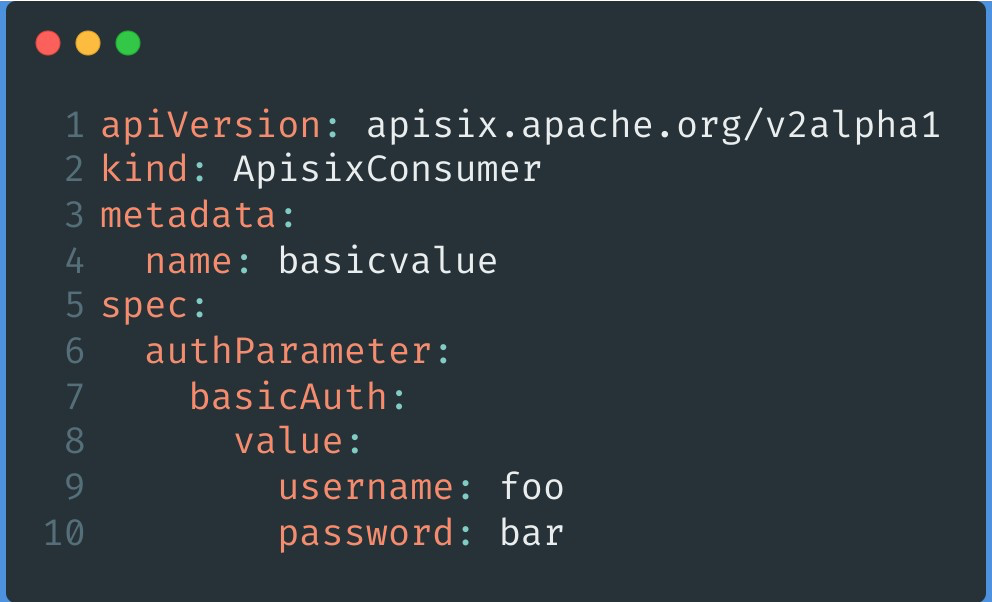 1 apiVersion: apisix.apache.org/v2alpha1
2 kind: ApisixConsumer
3 metadata:
4   name: basicvalue
5 spec:
6   authParameter:
7     basicAuth:
8       value:
9         username: foo
10         password: bar